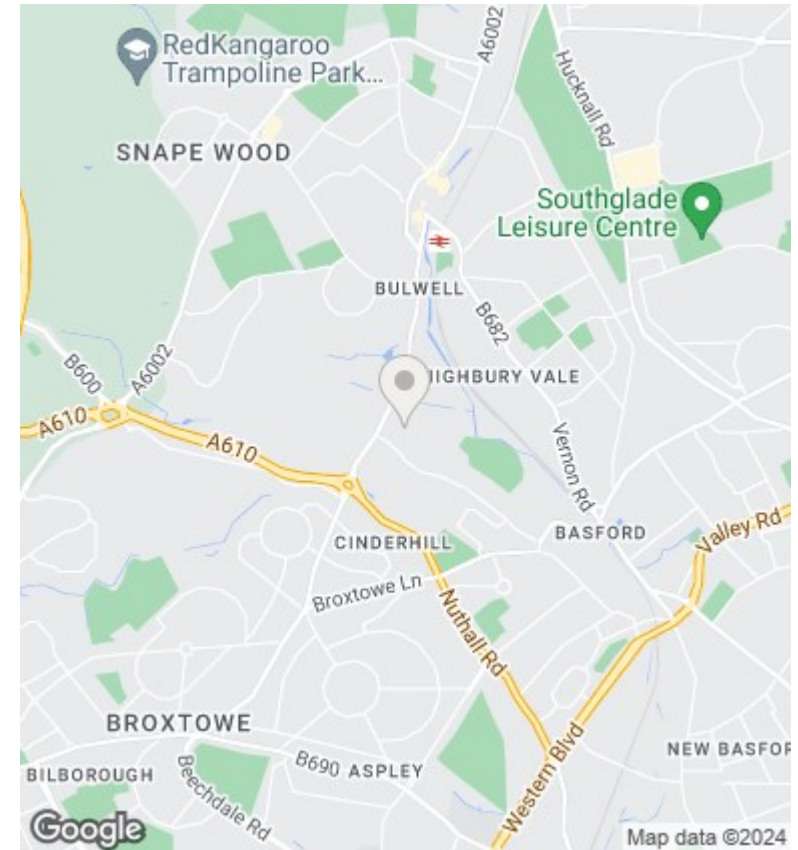 RedKangaroo
Trampoline Park...
A6002
Hucknall Rd
SNAPE WOOD
Southglade
Leisure Centre
BULWELL
B682
B600
A6002
HIGHBURY VALE
A610
A610
Vernon Rd
CINDERHILL
BASFORD
Valley Rd
Broxtowe Ln
Nuthall Rd
BROXTOWE
NEW BASFOR
BILBOROUGH
Beechdale Rd
B690
ASPLEY
Western Blvd
Google
Map data ©2024